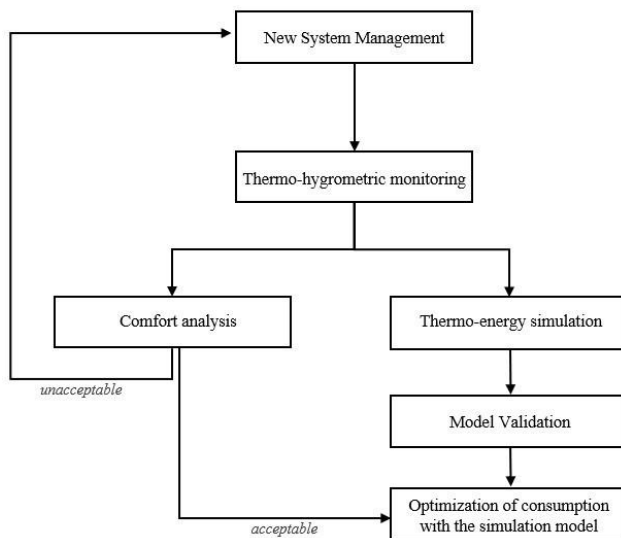 New System Management
Thermo-hygrometric monitoring
Comfort analysis
Thermo-energy simulation
unacceptable
Model Validation
Optimization of consumption
with the simulation model
acceptable